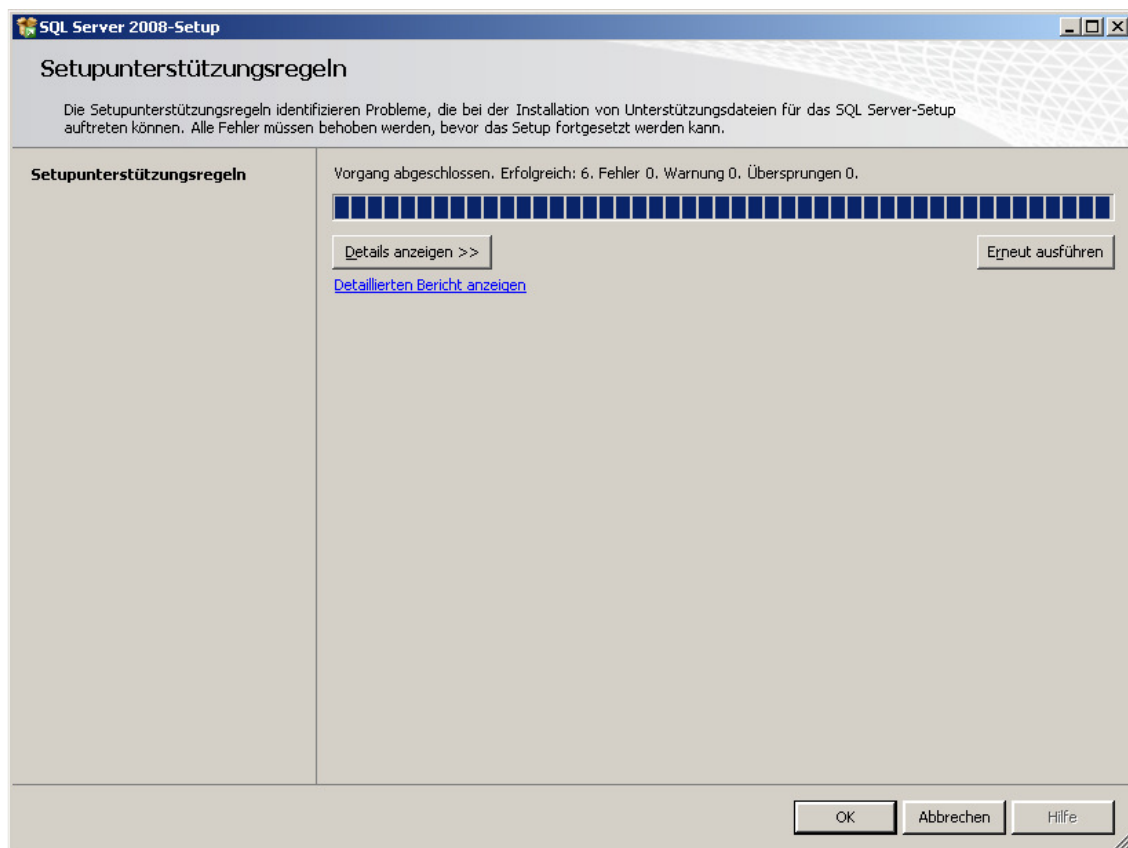 SQL Server 2008-Setup
Setupunterstützungsregeln
Die Setupunterstützungsregeln identifizieren Probleme, die bei der Installation von Unterstützungsdateien für das SQL Server-Setup
auftreten können. Alle Fehler müssen behoben werden, bevor das Setup fortgesetzt werden kann.
Setupunterstützungsregeln
Vorgang abgeschlossen. Erfolgreich: 6. Fehler 0. Warnung 0. Übersprungen 0.
Details anzeigen >>
Erneut ausführen
Detaillierten Bericht anzeigen
OK
Abbrechen
Hilfe